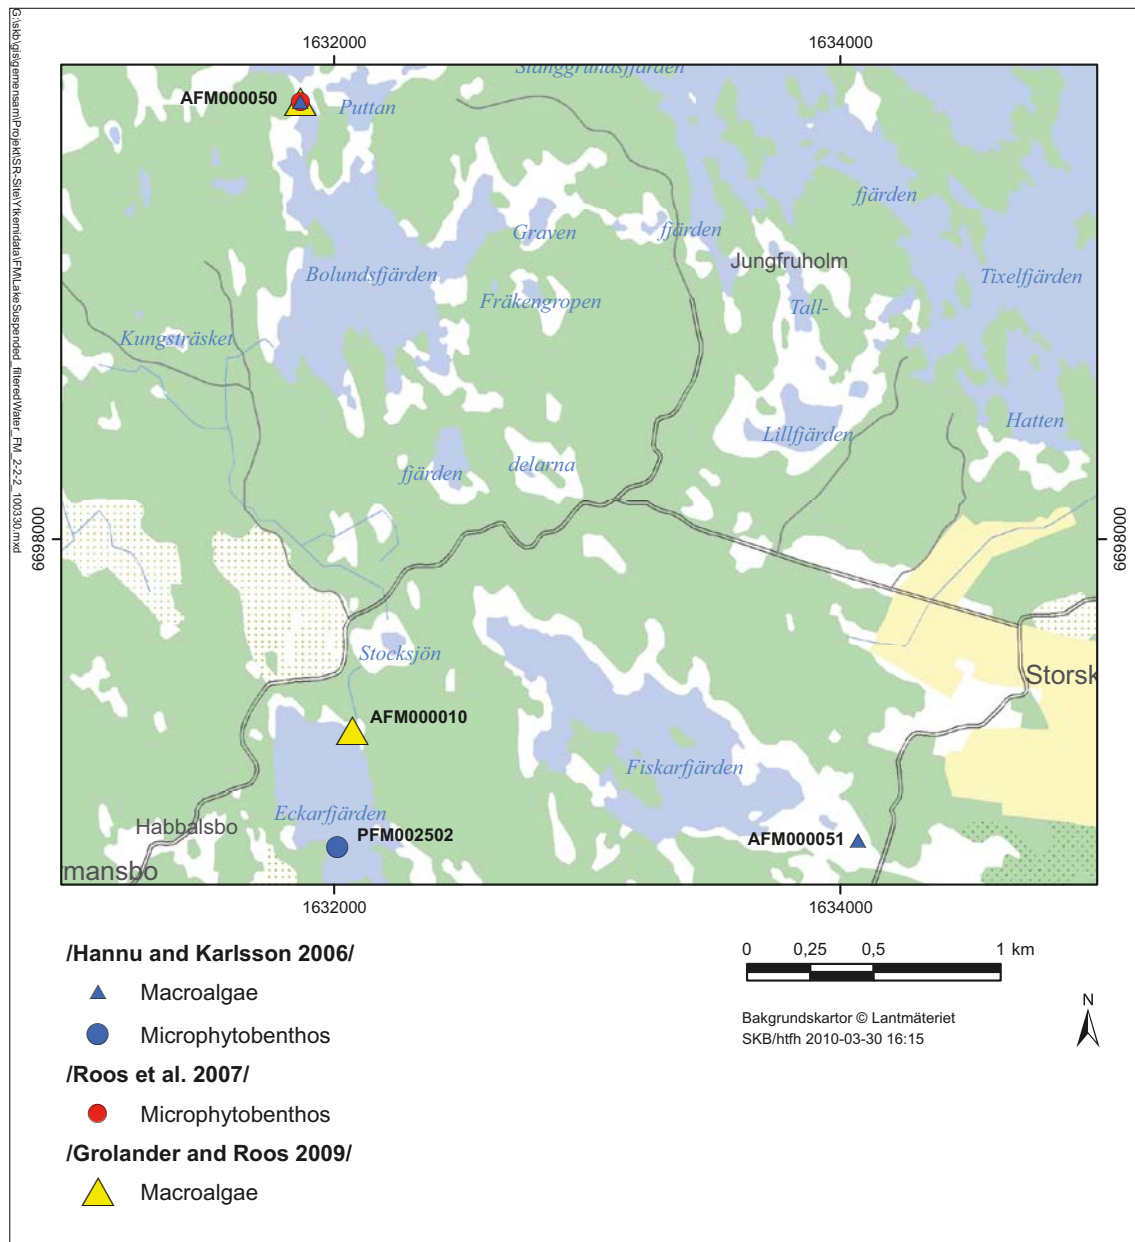 G:\skb\gis\gemensam\Projekt\SR-Site\Ytkemidata\FM\LakeSuspended_filteredWater_FM_2-2-2_100330.mxd
1632000 1634000
Stånggrundsfjärden
AFM000050
Puttan
fjärden
Graven
fjärden
Jungfruholm
Bolundsfjärden
Tixelfjärden
Fräkengropen
Tall-
Kungsträsket
Hatten
Lillfjärden
fjärden
delarna
6698000 6698000
Stocksjön
Storsk
AFM000010
Fiskarfjärden
Eckarfjärden
Habbalsbo
PFM002502
AFM000051
mansbo
1632000 1634000
/Hannu and Karlsson 2006/
Macroalgae
Microphytobenthos
/Roos et al. 2007/
Microphytobenthos
/Grolander and Roos 2009/
Macroalgae
0 0,25 0,5 1 km
Bakgrundskartor © Lantmäteriet
SKB/htfh 2010-03-30 16:15
N